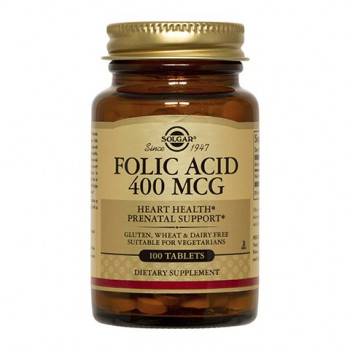 SOLGAR®
Since 1947
FOLIC ACID
400 MCG
HEART HEALTH*
PRENATAL SUPPORT*
GLUTEN, WHEAT & DAIRY FREE
SUITABLE FOR VEGETARIANS
100 TABLETS
DIETARY SUPPLEMENT